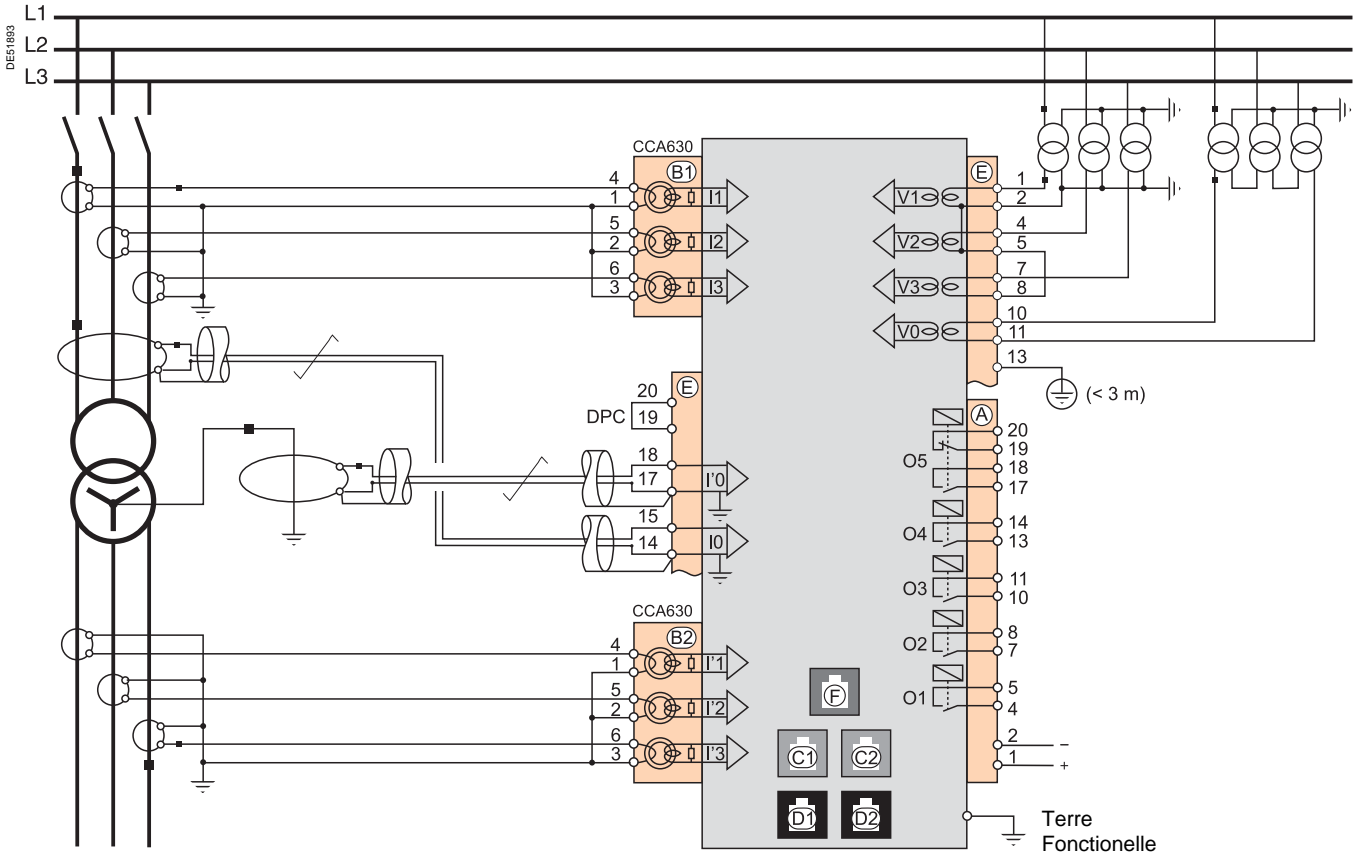 L1
DE51893
L2
L3
CCA630
B1
4
1
I1
5
2
I2
6
3
I3
E
V1
1
2
V2
4
5
V3
7
8
V0
10
11
13
(< 3 m)
E
20
DPC
19
18
17
I'0
15
14
I0
A
20
19
O5
18
17
14
O4
13
11
O3
10
8
O2
7
5
O1
4
2
–
1
+
CCA630
B2
4
1
I'1
5
2
I'2
6
3
I'3
F
C1
C2
D1
D2
Terre
Fonctionelle